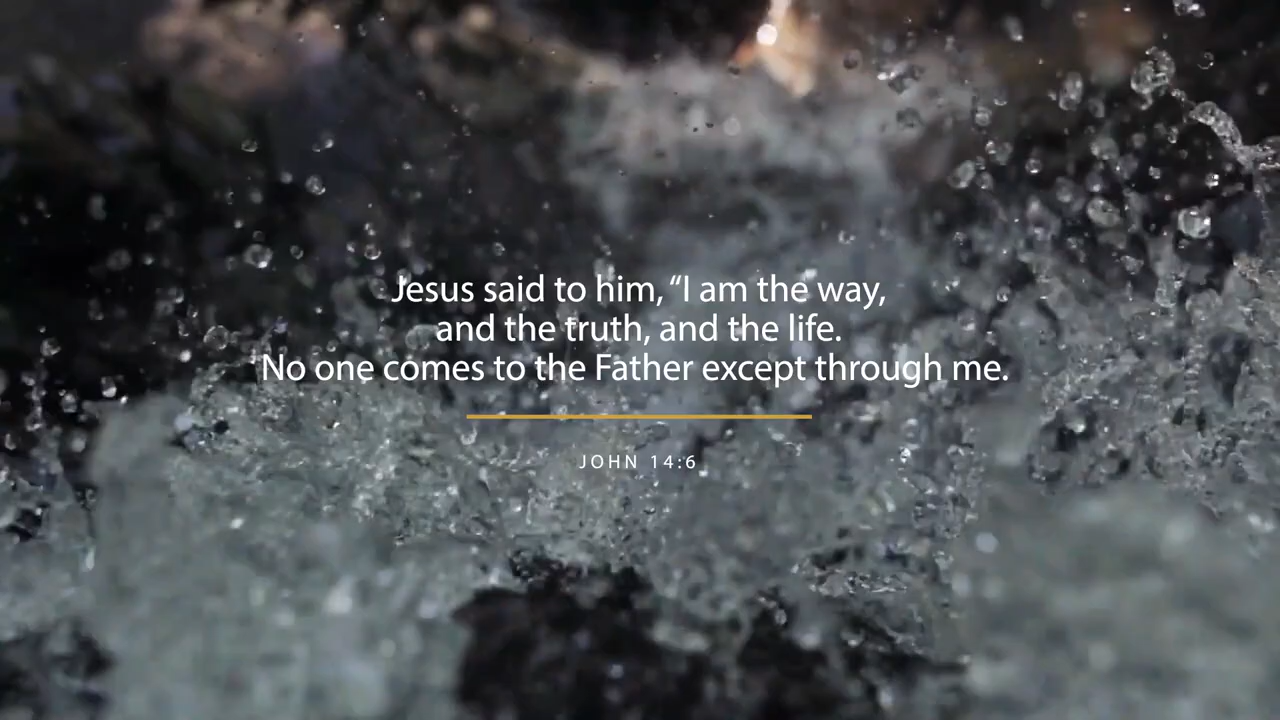 Jesus said to him, “I am the way,
and the truth, and the life.
No one comes to the Father except through me.
JOHN 14:6